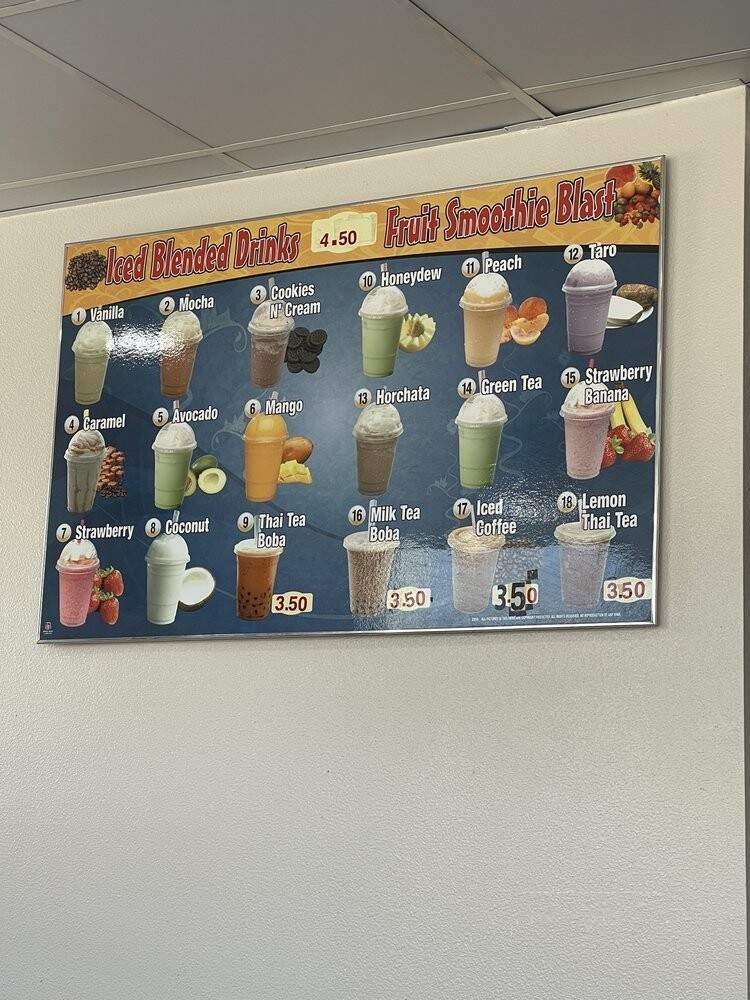 Iced Blended Drinks
4.50
Fruit Smoothie Blast
1 Vanilla
2 Mocha
3 Cookies
N' Cream
10 Honeydew
11 Peach
12 Taro
4 Caramel
5 Avocado
6 Mango
13 Horchata
14 Green Tea
15 Strawberry
Banana
7 Strawberry
8 Coconut
9 Thai Tea
Boba
3.50
16 Milk Tea
Boba
3.50
17 Iced
Coffee
3.50
18 Lemon
Thai Tea
3.50